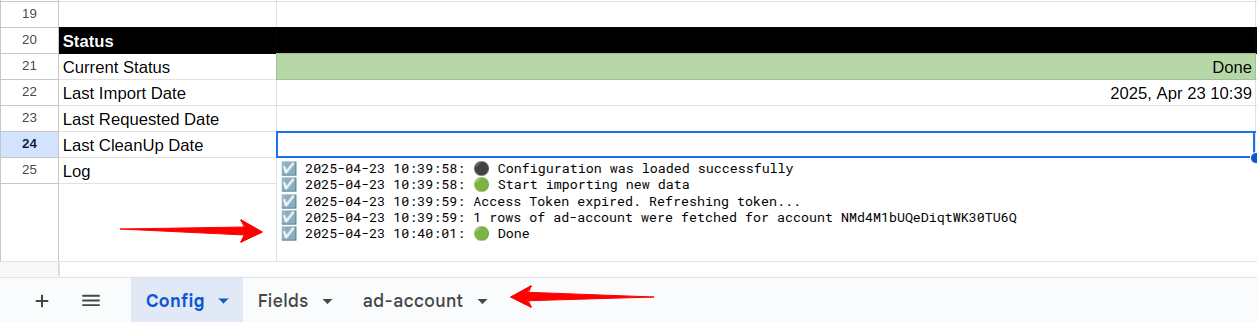 19
20 Status
21 Current Status Done
22 Last Import Date 2025, Apr 23 10:39
23 Last Requested Date
24 Last CleanUp Date
25 Log
☑️ 2025-04-23 10:39:58: ⚫ Configuration was loaded successfully
☑️ 2025-04-23 10:39:58: 🟢 Start importing new data
☑️ 2025-04-23 10:39:59: Access Token expired. Refreshing token...
☑️ 2025-04-23 10:39:59: 1 rows of ad-account were fetched for account NMd4M1bUQeDiqtWK30TU6Q
☑️ 2025-04-23 10:40:01: 🟢 Done
Config Fields ad-account